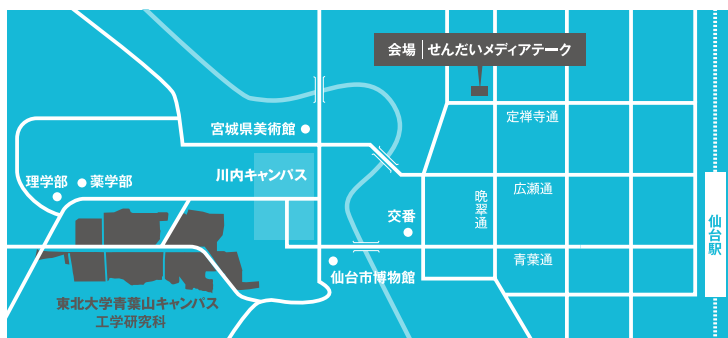 会場｜せんだいメディアテーク
定禅寺通
宮城県美術館
川内キャンパス
理学部
薬学部
広瀬通
晩翠通
交番
仙台駅
青葉通
仙台市博物館
東北大学青葉山キャンパス
工学研究科